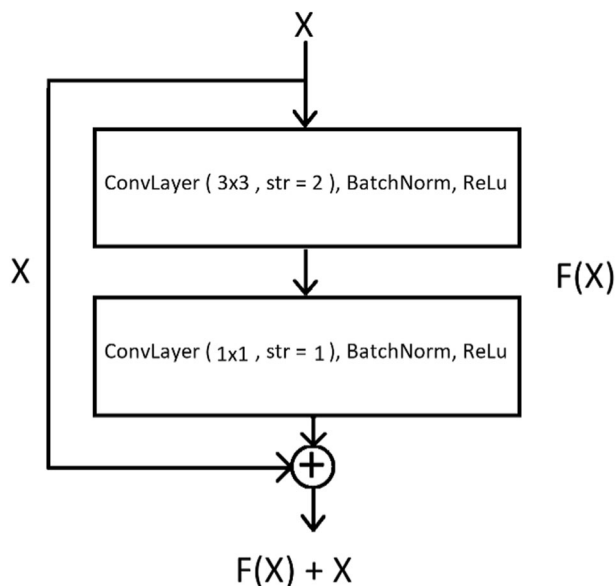 X
ConvLayer ( 3x3 , str = 2 ), BatchNorm, ReLu
X
F(X)
ConvLayer ( 1x1 , str = 1 ), BatchNorm, ReLu
+
F(X) + X